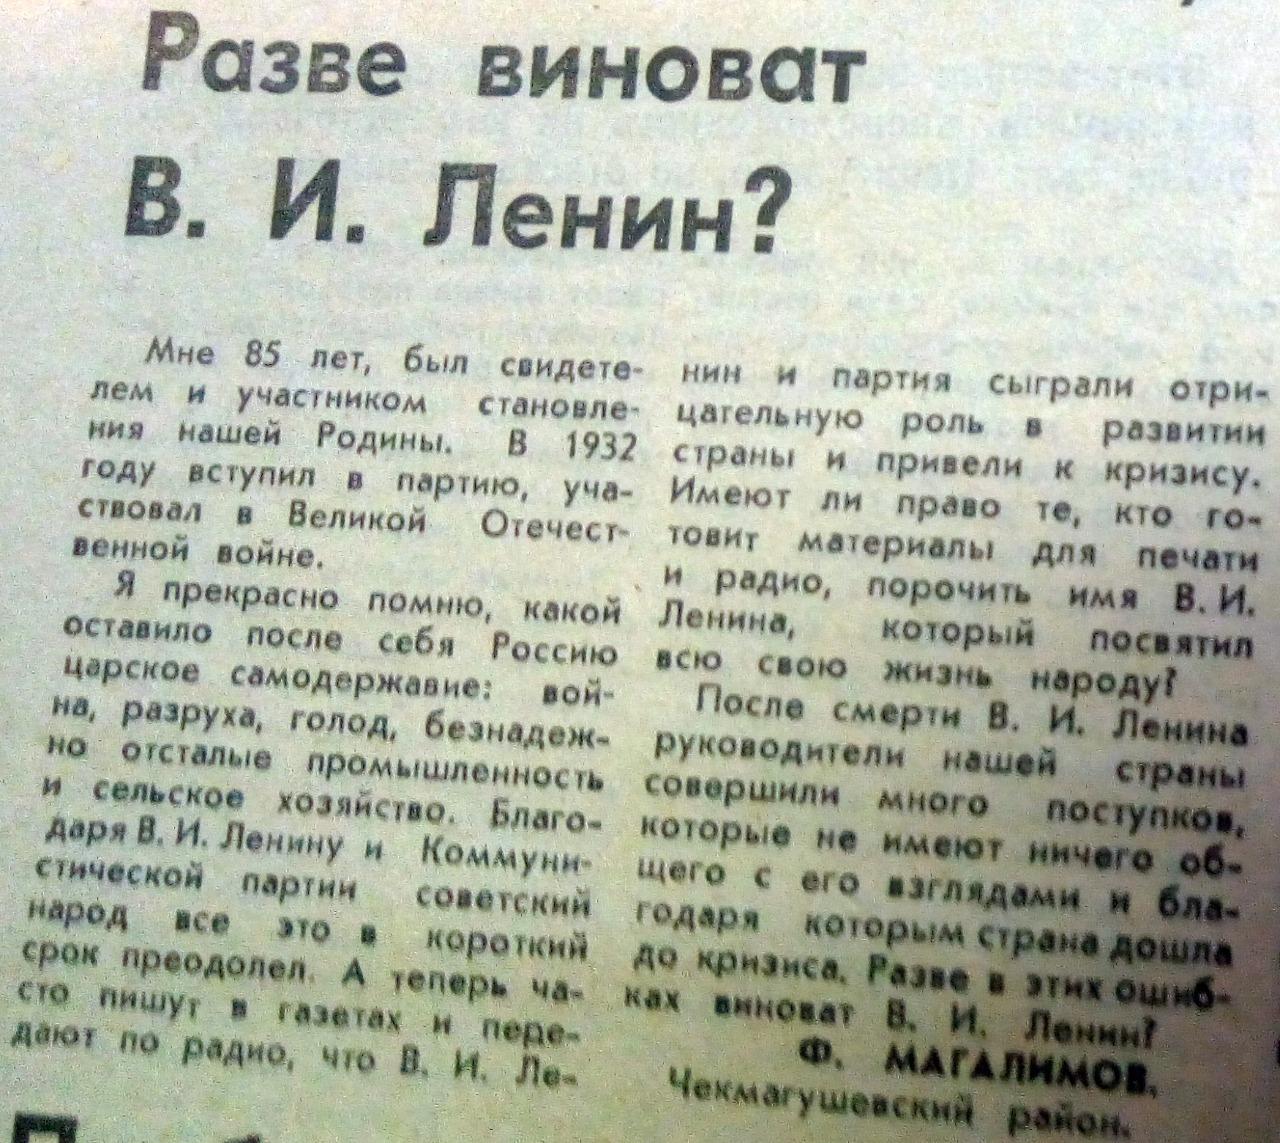 Разве виноват
В. И. Ленин?
Мне 85 лет, был свидете-
лем и участником становле-
ния нашей Родины. В 1932
году вступил в партию, уча-
ствовал в Великой Отечест-
венной войне.
Я прекрасно помню, какой
оставило после себя Россию
царское самодержавие: вой-
на, разруха, голод, безнадеж-
но отсталые промышленность
и сельское хозяйство. Благо-
даря В. И. Ленину и Коммуни-
стической партии советский
народ все это в короткий
срок преодолел. А теперь ча-
сто пишут в газетах и пере-
дают по радио, что В. И. Ле-
нин и партия сыграли отри-
цательную роль в развитии
страны и привели к кризису.
Имеют ли право те, кто го-
товит материалы для печати
и радио, порочить имя В. И.
Ленина, который посвятил
всю свою жизнь народу?
После смерти В. И. Ленина
руководители нашей страны
совершили много поступков,
которые не имеют ничего об-
щего с его взглядами и бла-
годаря которым страна дошла
до кризиса. Разве в этих ошиб-
ках виноват В. И. Ленин?
Ф. МАГАЛИМОВ.
Чекмагушевский район.